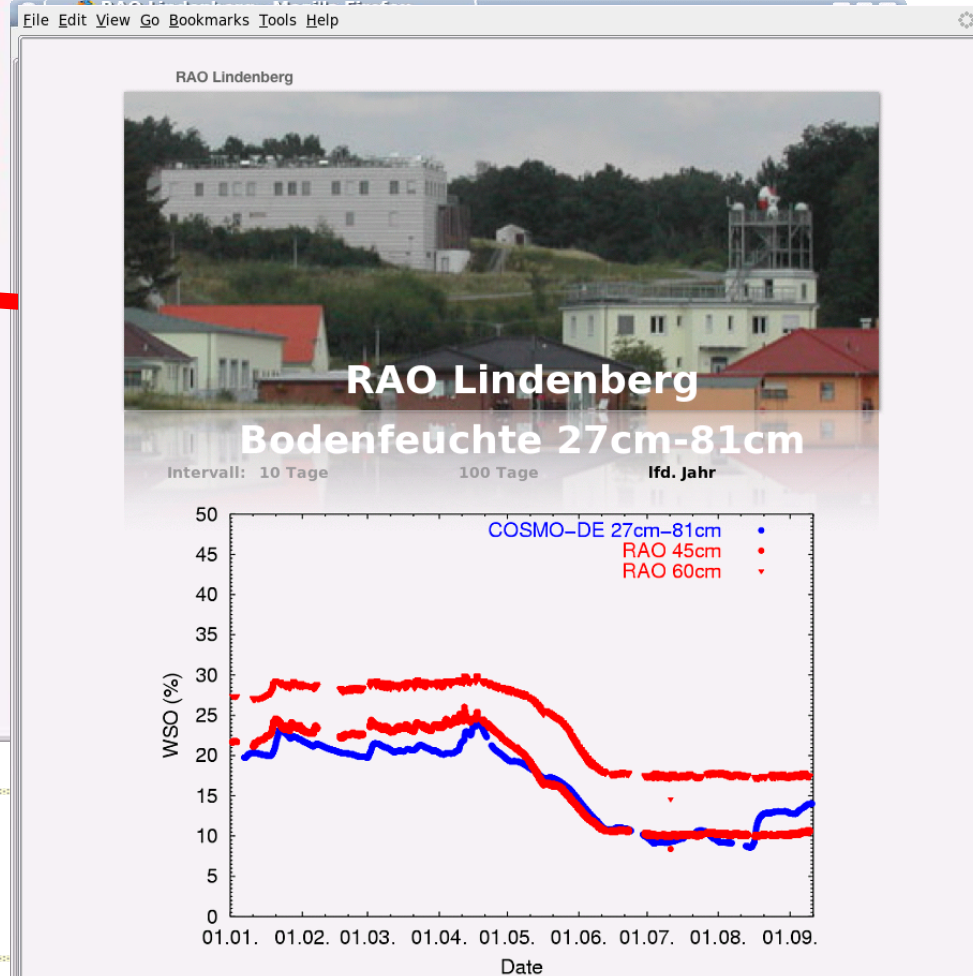 File Edit View Go Bookmarks Tools Help
RAO Lindenberg
RAO Lindenberg
Bodenfeuchte 27cm-81cm
Intervall: 10 Tage 100 Tage lfd. Jahr
COSMO–DE 27cm–81cm
RAO 45cm
RAO 60cm
50
45
40
35
30
25
20
15
10
5
0
WSO (%)
01.01. 01.02. 01.03. 01.04. 01.05. 01.06. 01.07. 01.08. 01.09.
Date